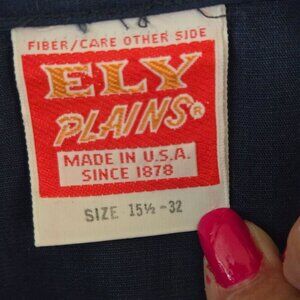 FIBER/CARE OTHER SIDE
ELY
PLAINS®
MADE IN U.S.A.
SINCE 1878
SIZE 15½-32